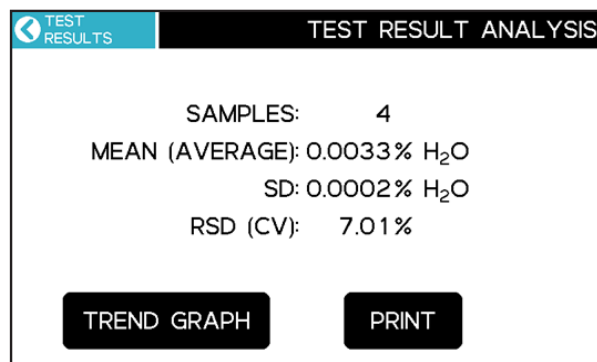 TEST
RESULTS
TEST RESULT ANALYSIS
SAMPLES: 4
MEAN (AVERAGE): 0.0033% H₂O
SD: 0.0002% H₂O
RSD (CV): 7.01%
TREND GRAPH
PRINT